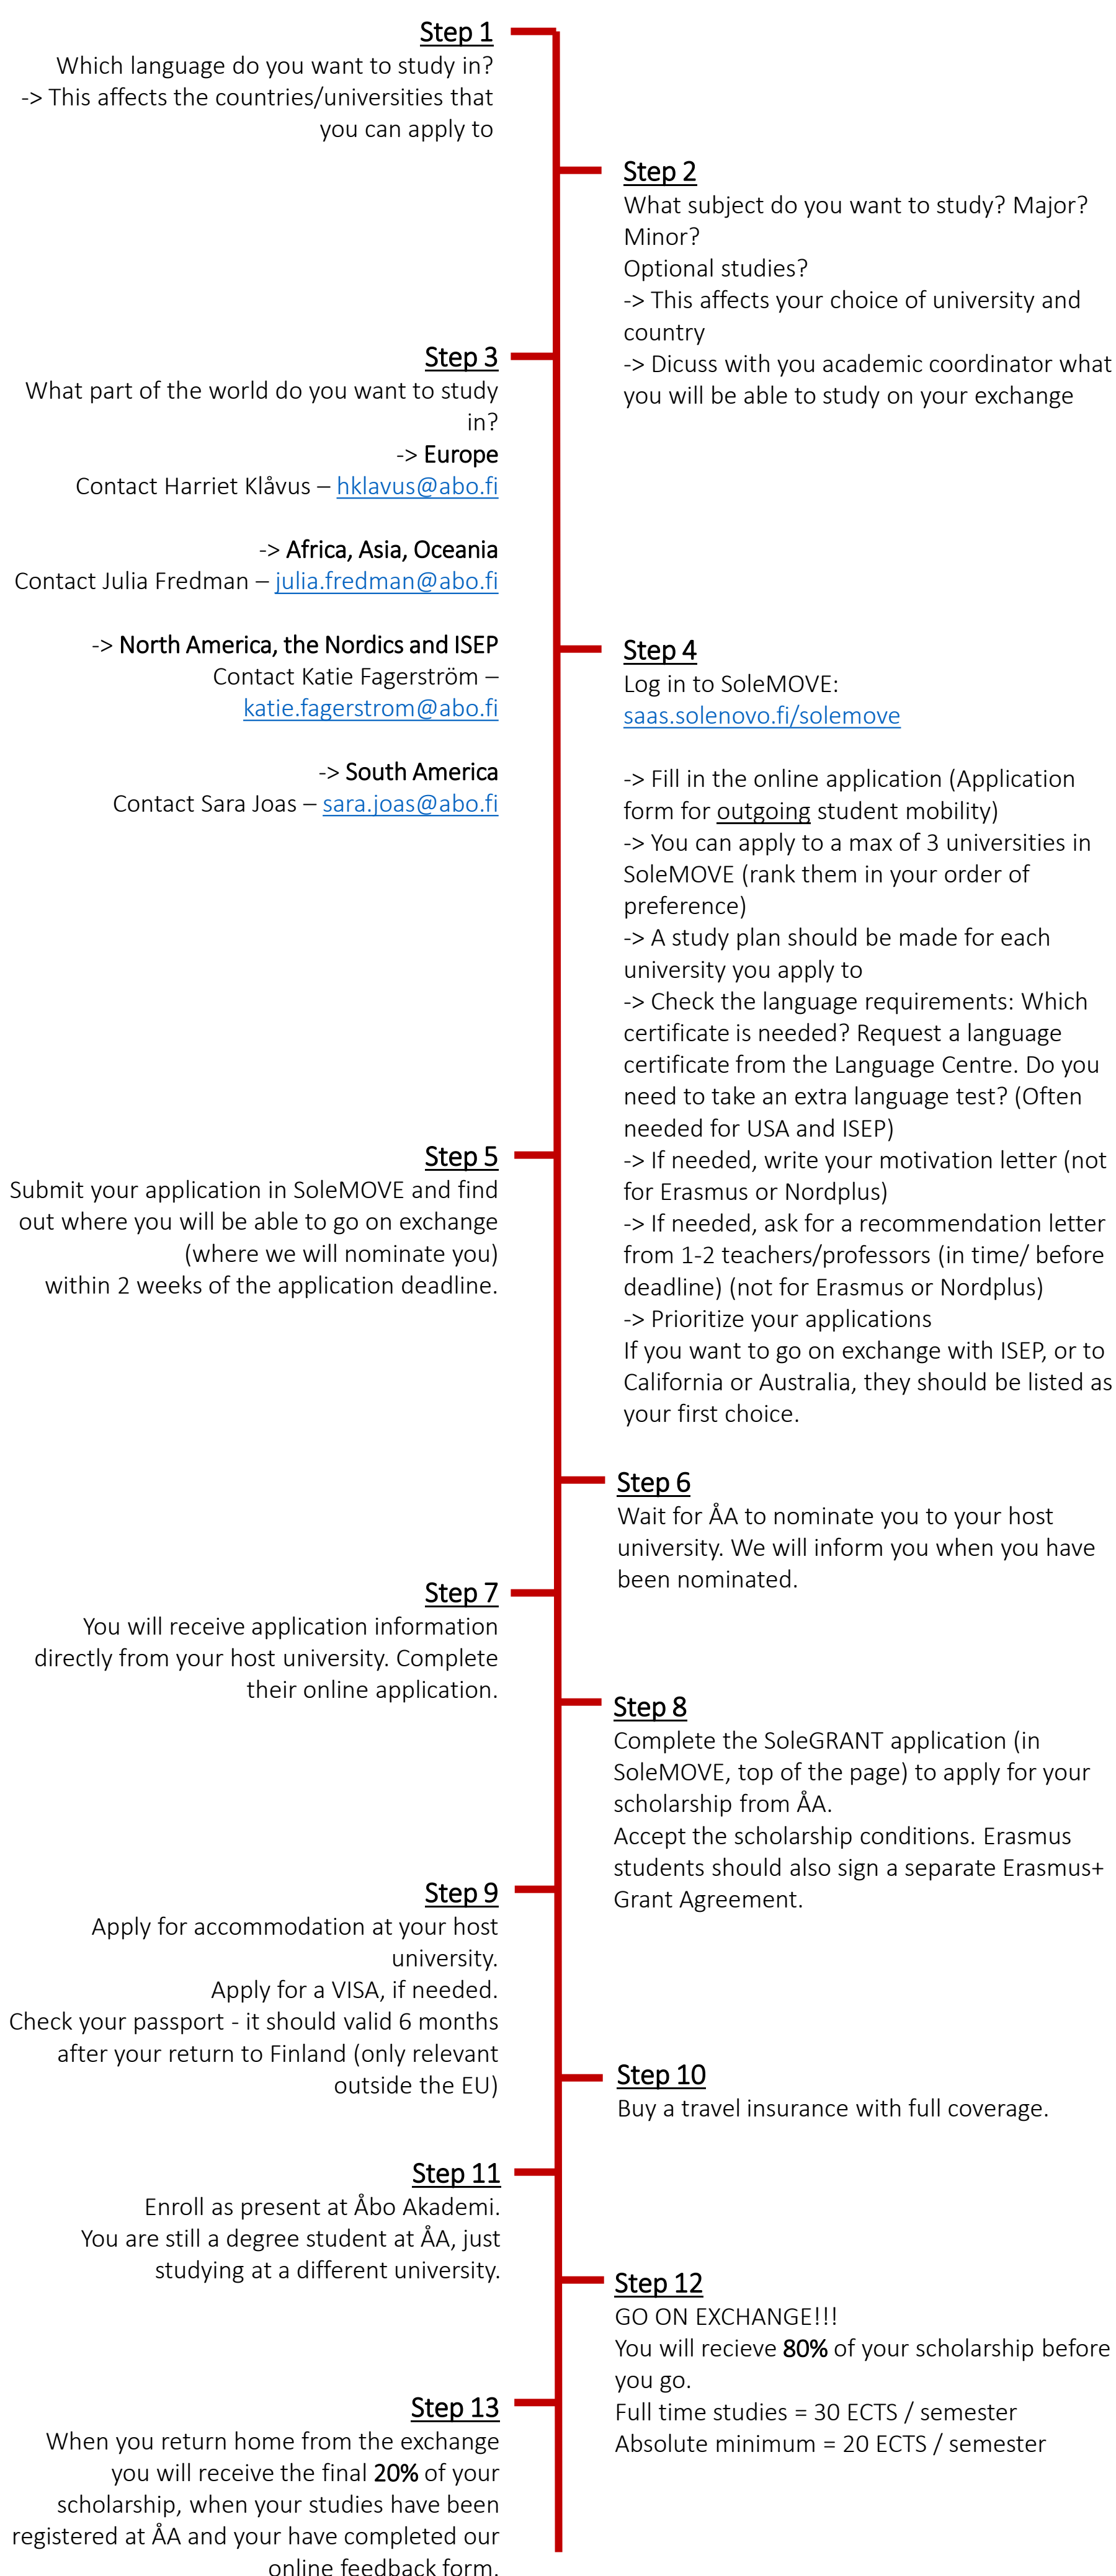 Step 1
Which language do you want to study in?
-> This affects the countries/universities that
you can apply to
Step 2
What subject do you want to study? Major?
Minor?
Optional studies?
-> This affects your choice of university and
country
-> Dicuss with you academic coordinator what
you will be able to study on your exchange
Step 3
What part of the world do you want to study
in?
-> Europe
Contact Harriet Klåvus – hklavus@abo.fi
-> Africa, Asia, Oceania
Contact Julia Fredman – julia.fredman@abo.fi
-> North America, the Nordics and ISEP
Contact Katie Fagerström –
katie.fagerstrom@abo.fi
-> South America
Contact Sara Joas – sara.joas@abo.fi
Step 4
Log in to SoleMOVE:
saas.solenovo.fi/solemove
-> Fill in the online application (Application
form for outgoing student mobility)
-> You can apply to a max of 3 universities in
SoleMOVE (rank them in your order of
preference)
-> A study plan should be made for each
university you apply to
-> Check the language requirements: Which
certificate is needed? Request a language
certificate from the Language Centre. Do you
need to take an extra language test? (Often
needed for USA and ISEP)
-> If needed, write your motivation letter (not
for Erasmus or Nordplus)
-> If needed, ask for a recommendation letter
from 1-2 teachers/professors (in time/ before
deadline) (not for Erasmus or Nordplus)
-> Prioritize your applications
If you want to go on exchange with ISEP, or to
California or Australia, they should be listed as
your first choice.
Step 5
Submit your application in SoleMOVE and find
out where you will be able to go on exchange
(where we will nominate you)
within 2 weeks of the application deadline.
Step 6
Wait for ÅA to nominate you to your host
university. We will inform you when you have
been nominated.
Step 7
You will receive application information
directly from your host university. Complete
their online application.
Step 8
Complete the SoleGRANT application (in
SoleMOVE, top of the page) to apply for your
scholarship from ÅA.
Accept the scholarship conditions. Erasmus
students should also sign a separate Erasmus+
Grant Agreement.
Step 9
Apply for accommodation at your host
university.
Apply for a VISA, if needed.
Check your passport - it should valid 6 months
after your return to Finland (only relevant
outside the EU)
Step 10
Buy a travel insurance with full coverage.
Step 11
Enroll as present at Åbo Akademi.
You are still a degree student at ÅA, just
studying at a different university.
Step 12
GO ON EXCHANGE!!!
You will recieve 80% of your scholarship before
you go.
Full time studies = 30 ECTS / semester
Absolute minimum = 20 ECTS / semester
Step 13
When you return home from the exchange
you will receive the final 20% of your
scholarship, when your studies have been
registered at ÅA and your have completed our
online feedback form.